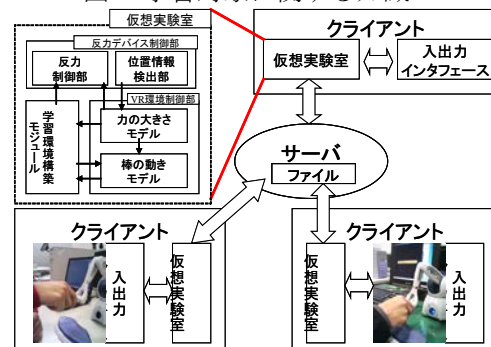 仮想実験室
反力デバイス制御部
反力
制御部
位置情報
検出部
VR環境制御部
力の大きさ
モデル
棒の動き
モデル
学習環境構築
モジュール
クライアント
仮想実験室
入出力
インタフェース
サーバ
ファイル
クライアント
入出力
仮想実験室
クライアント
仮想実験室
入出力